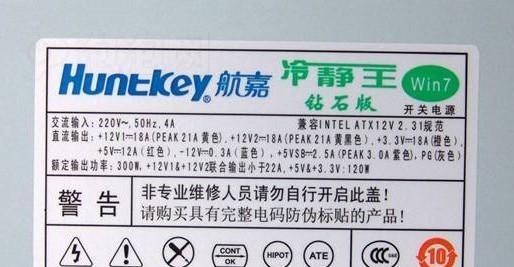 Huntkey 航嘉 冷静王 Win7
钻石版 开关电源
交流输入: 220V~, 50Hz, 4A 兼容INTEL ATX12V 2.31规范
直流输出: +12V1⎓18A(PEAK 21A 黄色), +12V2⎓18A(PEAK 21A 黄黑色), +3.3V⎓18A(橙色),
+5V⎓12A(红色), -12V⎓0.3A(蓝色), +5VSB⎓2.5A(PEAK 3.0A 紫色), PG(灰色)
额定输出功率: 300W, +12V1&+12V2联合输出小于22A, +5V&+3.3V:120W
警告 非专业维修人员请勿自行开启此盖!
请购买具有完整电码防伪标贴的产品!
CONT OK HIPOT OK ATE CCC 10